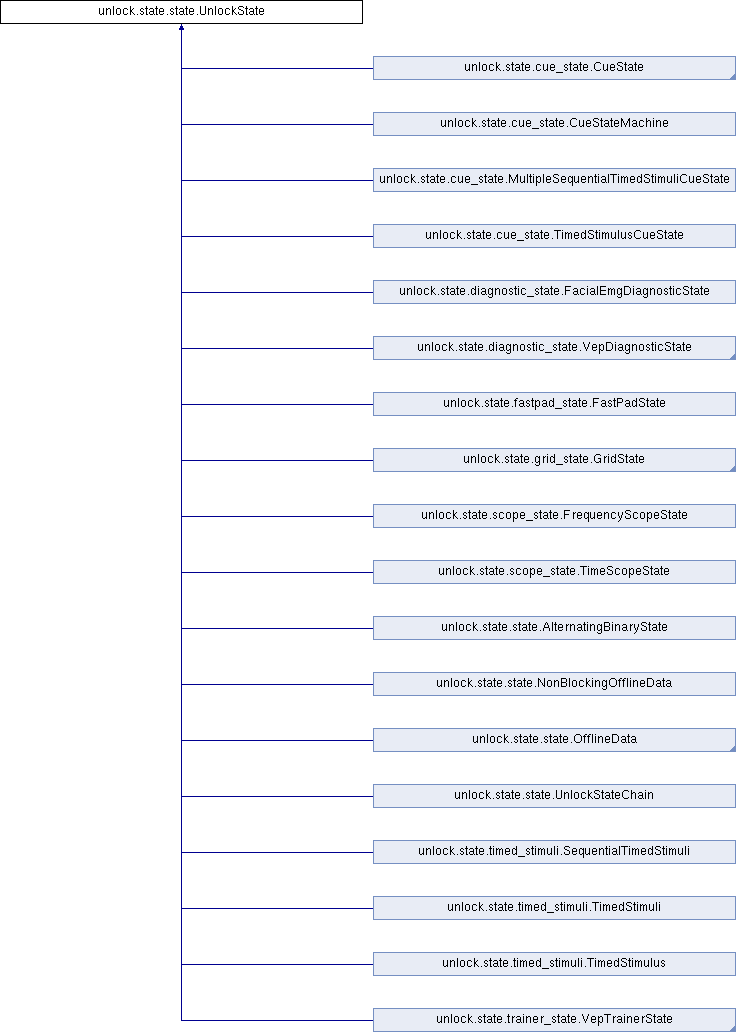 unlock.state.state.UnlockState
unlock.state.cue_state.CueState
unlock.state.cue_state.CueStateMachine
unlock.state.cue_state.MultipleSequentialTimedStimuliCueState
unlock.state.cue_state.TimedStimulusCueState
unlock.state.diagnostic_state.FacialEmgDiagnosticState
unlock.state.diagnostic_state.VepDiagnosticState
unlock.state.fastpad_state.FastPadState
unlock.state.grid_state.GridState
unlock.state.scope_state.FrequencyScopeState
unlock.state.scope_state.TimeScopeState
unlock.state.state.AlternatingBinaryState
unlock.state.state.NonBlockingOfflineData
unlock.state.state.OfflineData
unlock.state.state.UnlockStateChain
unlock.state.timed_stimuli.SequentialTimedStimuli
unlock.state.timed_stimuli.TimedStimuli
unlock.state.timed_stimuli.TimedStimulus
unlock.state.trainer_state.VepTrainerState